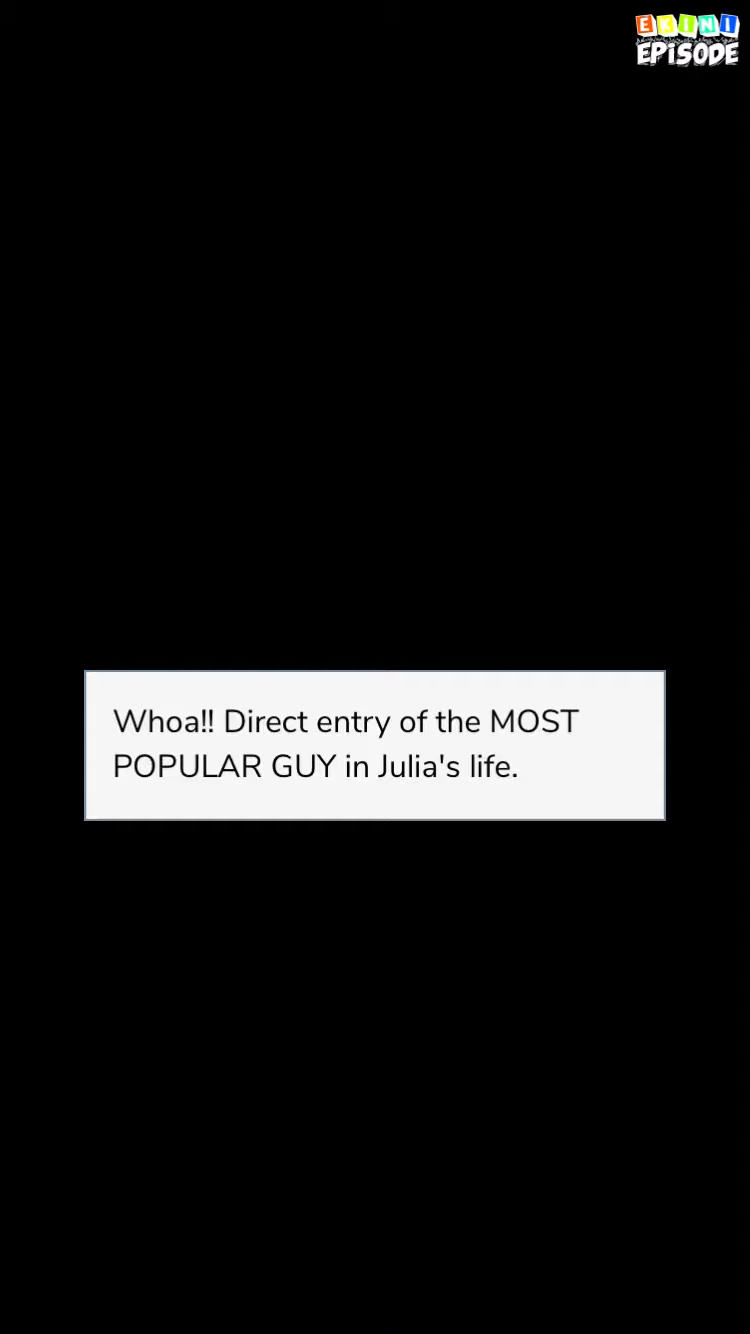 EKINI
EPiSODE
Whoa!! Direct entry of the MOST
POPULAR GUY in Julia's life.